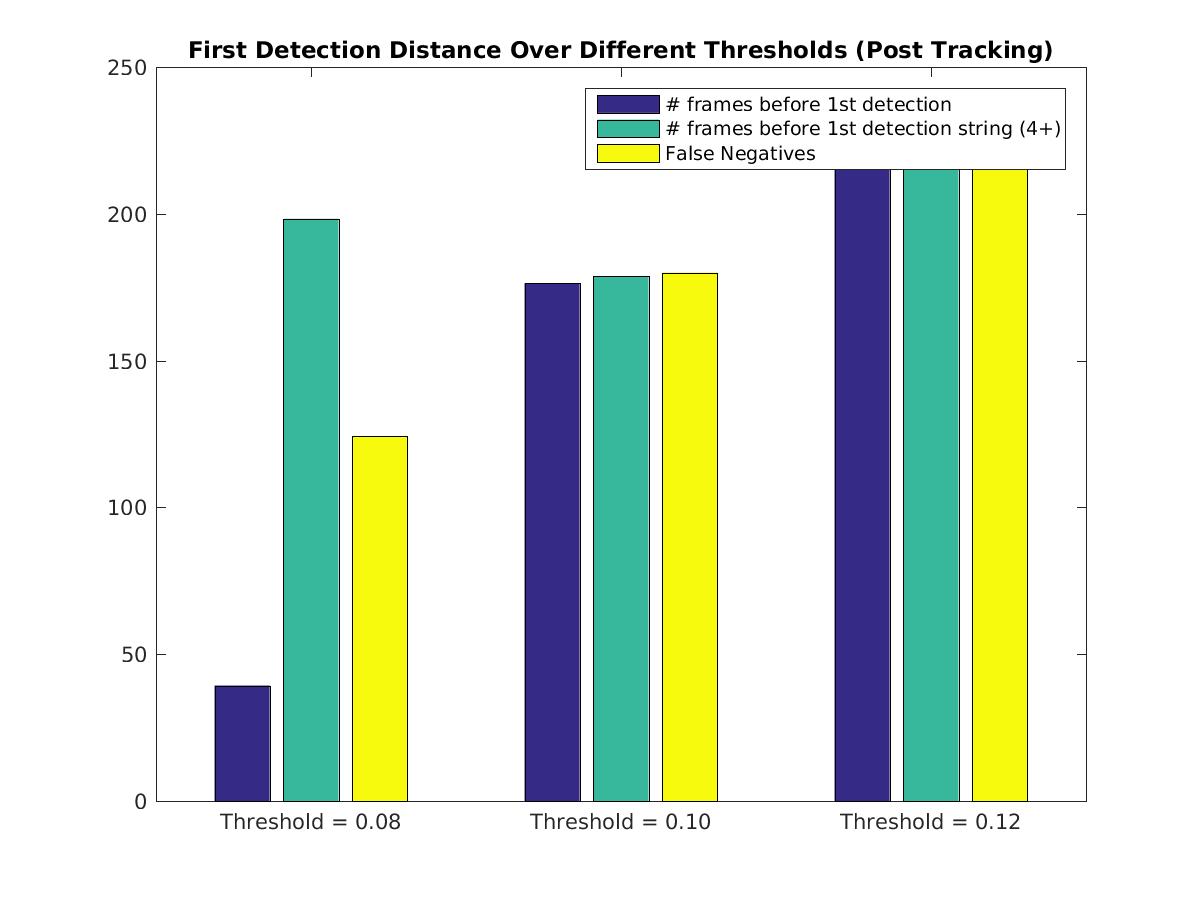 First Detection Distance Over Different Thresholds (Post Tracking)
250
200
150
100
50
0
# frames before 1st detection
# frames before 1st detection string (4+)
False Negatives
Threshold = 0.08
Threshold = 0.10
Threshold = 0.12